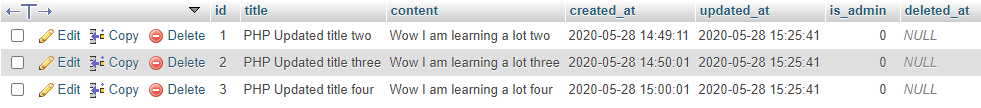 id title content created_at updated_at is_admin deleted_at
Edit Copy Delete 1 PHP Updated title two Wow I am learning a lot two 2020-05-28 14:49:11 2020-05-28 15:25:41 0 NULL
Edit Copy Delete 2 PHP Updated title three Wow I am learning a lot three 2020-05-28 14:50:01 2020-05-28 15:25:41 0 NULL
Edit Copy Delete 3 PHP Updated title four Wow I am learning a lot four 2020-05-28 15:00:01 2020-05-28 15:25:41 0 NULL